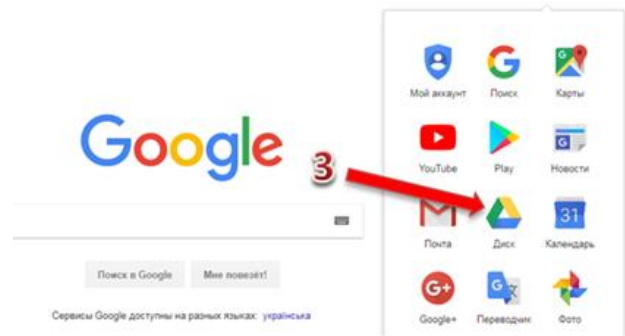 Мой аккаунт Поиск Карты
Google
3
YouTube Play Новости
31
Почта Диск Календарь
Поиск в Google Мне повезёт!
G+
Сервисы Google доступны на разных языках: українська
Google+ Переводчик Фото